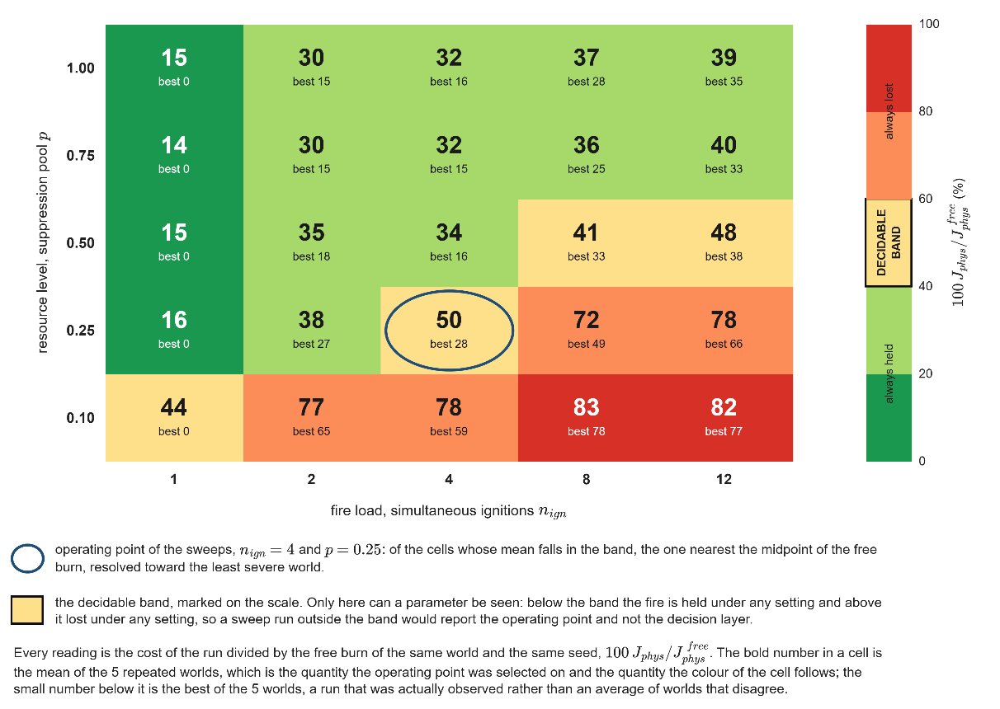 1.00
15
30
32
37
39
best 0
best 15
best 16
best 28
best 35
0.75
14
30
32
36
40
best 0
best 15
best 15
best 25
best 33
0.50
15
35
34
41
48
best 0
best 18
best 16
best 33
best 38
0.25
16
38
50
72
78
best 0
best 27
best 28
best 49
best 66
0.10
44
77
78
83
82
best 0
best 65
best 59
best 78
best 77
1
2
4
8
12
resource level, suppression pool p
fire load, simultaneous ignitions n_{ign}
100
80
60
40
20
0
always lost
DECIDABLE
BAND
always held
100 J_{phys}/J_{phys}^{free} (%)
operating point of the sweeps, n_{ign} = 4 and p = 0.25: of the cells whose mean falls in the band, the one nearest the midpoint of the free
burn, resolved toward the least severe world.
the decidable band, marked on the scale. Only here can a parameter be seen: below the band the fire is held under any setting and above
it lost under any setting, so a sweep run outside the band would report the operating point and not the decision layer.
Every reading is the cost of the run divided by the free burn of the same world and the same seed, 100 J_{phys}/J_{phys}^{free}. The bold number in a cell is
the mean of the 5 repeated worlds, which is the quantity the operating point was selected on and the quantity the colour of the cell follows; the
small number below it is the best of the 5 worlds, a run that was actually observed rather than an average of worlds that disagree.